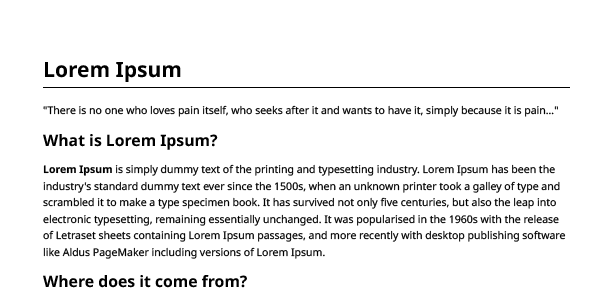 Lorem Ipsum
"There is no one who loves pain itself, who seeks after it and wants to have it, simply because it is pain..."
What is Lorem Ipsum?
Lorem Ipsum is simply dummy text of the printing and typesetting industry. Lorem Ipsum has been the
industry's standard dummy text ever since the 1500s, when an unknown printer took a galley of type and
scrambled it to make a type specimen book. It has survived not only five centuries, but also the leap into
electronic typesetting, remaining essentially unchanged. It was popularised in the 1960s with the release
of Letraset sheets containing Lorem Ipsum passages, and more recently with desktop publishing software
like Aldus PageMaker including versions of Lorem Ipsum.
Where does it come from?